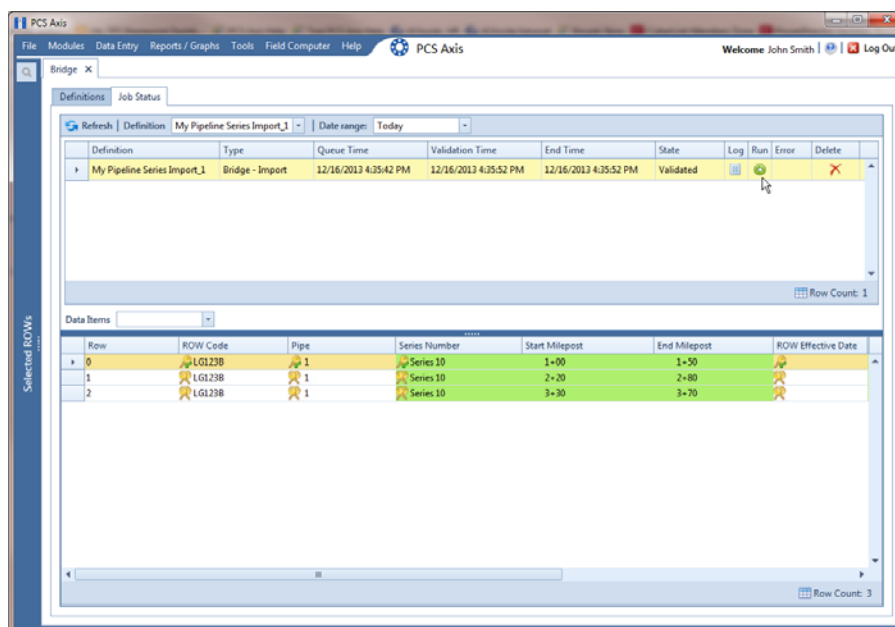 PCS Axis
File Modules Data Entry Reports / Graphs Tools Field Computer Help PCS Axis Welcome John Smith Log Ou
Bridge X
Definitions Job Status
Refresh Definition My Pipeline Series Import_1 Date range: Today
Definition Type Queue Time Validation Time End Time State Log Run Error Delete
My Pipeline Series Import_1 Bridge - Import 12/16/2013 4:35:42 PM 12/16/2013 4:35:52 PM 12/16/2013 4:35:52 PM Validated
Row Count: 1
Selected ROWs
Data Items
Row ROW Code Pipe Series Number Start Milepost End Milepost ROW Effective Date
0 LG123B 1 Series 10 1+00 1+50
1 LG123B 1 Series 10 2+20 2+80
2 LG123B 1 Series 10 3+30 3+70
Row Count: 3